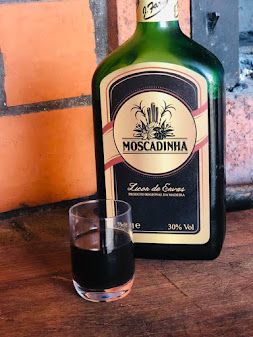 MOSCADINHA
Licor de Ervas
PRODUTO REGIONAL DA MADEIRA
30% Vol